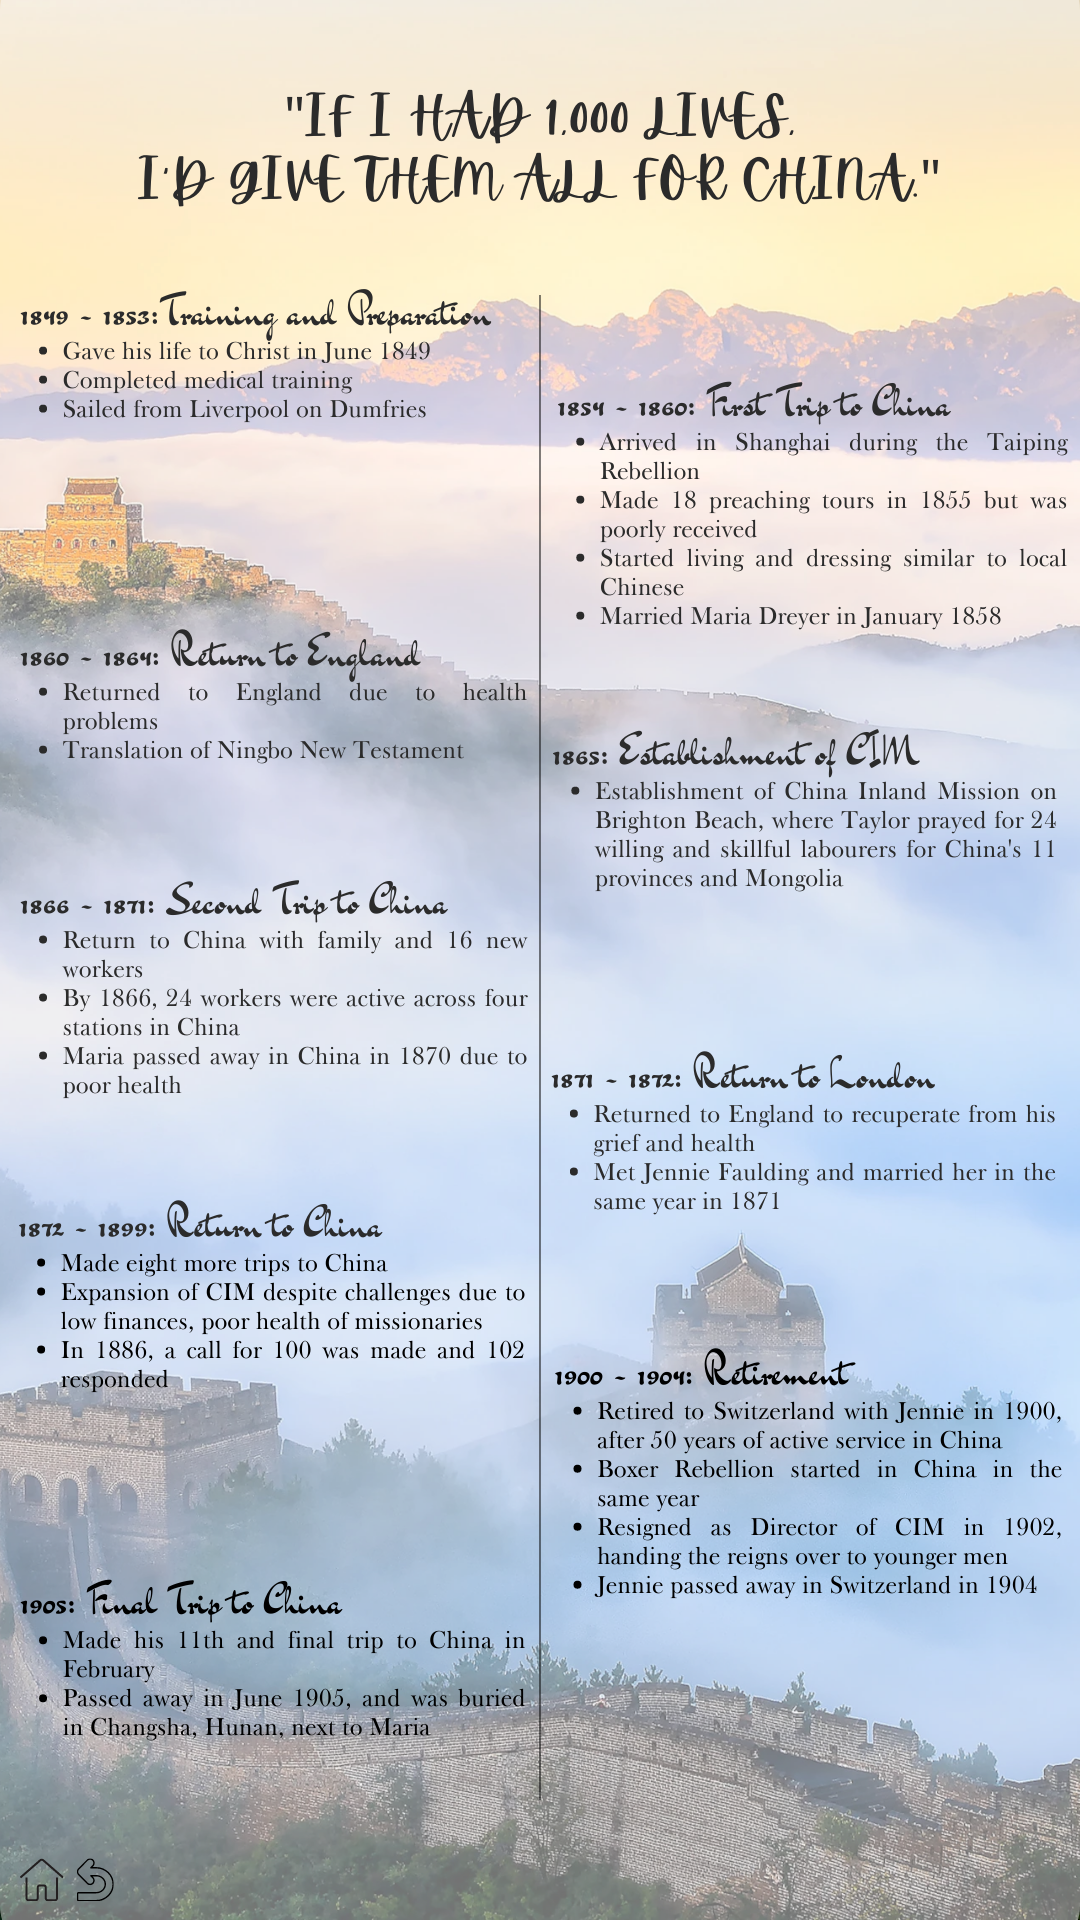 "IF I HAD 1,000 LIVES,
I'D GIVE THEM ALL FOR CHINA."
1849 - 1853: Training and Preparation
• Gave his life to Christ in June 1849
• Completed medical training
• Sailed from Liverpool on Dumfries
1854 - 1860: First Trip to China
• Arrived in Shanghai during the Taiping
Rebellion
• Made 18 preaching tours in 1855 but was
poorly received
• Started living and dressing similar to local
Chinese
• Married Maria Dreyer in January 1858
1860 - 1864: Return to England
• Returned to England due to health
problems
• Translation of Ningbo New Testament
1865: Establishment of CIM
• Establishment of China Inland Mission on
Brighton Beach, where Taylor prayed for 24
willing and skillful labourers for China's 11
provinces and Mongolia
1866 - 1871: Second Trip to China
• Return to China with family and 16 new
workers
• By 1866, 24 workers were active across four
stations in China
• Maria passed away in China in 1870 due to
poor health
1871 - 1872: Return to London
• Returned to England to recuperate from his
grief and health
• Met Jennie Faulding and married her in the
same year in 1871
1872 - 1899: Return to China
• Made eight more trips to China
• Expansion of CIM despite challenges due to
low finances, poor health of missionaries
• In 1886, a call for 100 was made and 102
responded
1900 - 1904: Retirement
• Retired to Switzerland with Jennie in 1900,
after 50 years of active service in China
• Boxer Rebellion started in China in the
same year
• Resigned as Director of CIM in 1902,
handing the reigns over to younger men
• Jennie passed away in Switzerland in 1904
1905: Final Trip to China
• Made his 11th and final trip to China in
February
• Passed away in June 1905, and was buried
in Changsha, Hunan, next to Maria